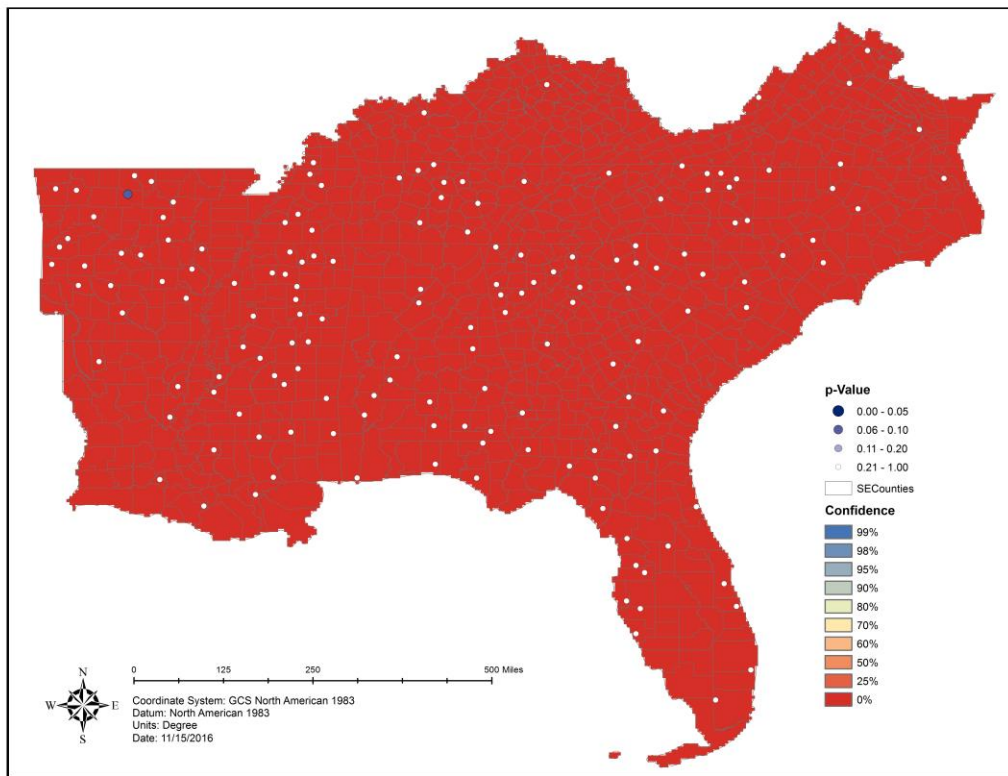 p-Value
0.00 - 0.05
0.06 - 0.10
0.11 - 0.20
0.21 - 1.00
SECounties
Confidence
99%
98%
95%
90%
80%
70%
60%
50%
25%
0%
0 125 250 500 Miles
N
W E
S
Coordinate System: GCS North American 1983
Datum: North American 1983
Units: Degree
Date: 11/15/2016